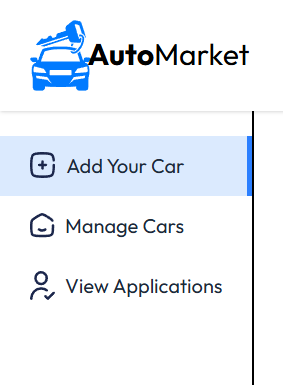 AutoMarket
Add Your Car
Manage Cars
View Applications